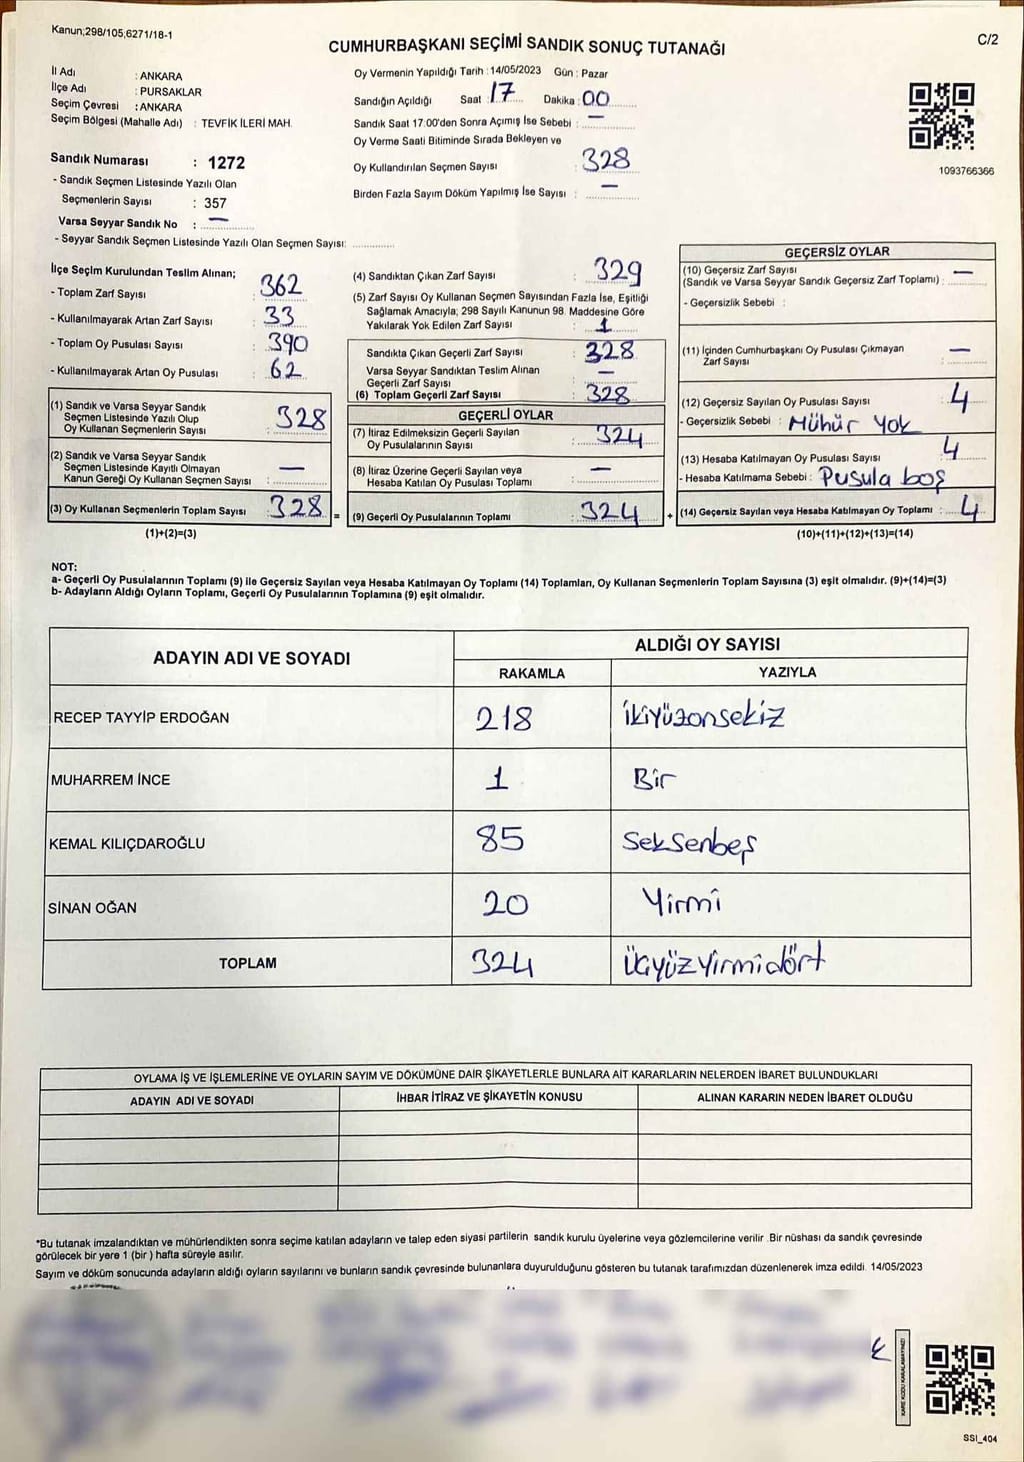 Kanun;298/105,6271/18-1
CUMHURBAŞKANI SEÇİMİ SANDIK SONUÇ TUTANAĞI
C/2
İl Adı : ANKARA
İlçe Adı : PURSAKLAR
Seçim Çevresi : ANKARA
Seçim Bölgesi (Mahalle Adı) : TEVFİK İLERİ MAH.
Sandık Numarası : 1272
- Sandık Seçmen Listesinde Yazılı Olan
Seçmenlerin Sayısı : 357
Varsa Seyyar Sandık No : —
- Seyyar Sandık Seçmen Listesinde Yazılı Olan Seçmen Sayısı:
Oy Vermenin Yapıldığı Tarih : 14/05/2023 Gün : Pazar
Sandığın Açıldığı Saat : 17 Dakika : 00
Sandık Saat 17.00'den Sonra Açımış İse Sebebi : —
Oy Verme Saati Bitiminde Sırada Bekleyen ve
Oy Kullandırılan Seçmen Sayısı : 328
Birden Fazla Sayım Döküm Yapılmış İse Sayısı : —
1093766366
İlçe Seçim Kurulundan Teslim Alınan;
- Toplam Zarf Sayısı : 362
- Kullanılmayarak Artan Zarf Sayısı : 33
- Toplam Oy Pusulası Sayısı : 390
- Kullanılmayarak Artan Oy Pusulası : 62
(1) Sandık ve Varsa Seyyar Sandık
Seçmen Listesinde Yazılı Olup
Oy Kullanan Seçmenlerin Sayısı : 328
(2) Sandık ve Varsa Seyyar Sandık
Seçmen Listesinde Kayıtlı Olmayan
Kanun Gereği Oy Kullanan Seçmen Sayısı : —
(3) Oy Kullanan Seçmenlerin Toplam Sayısı : 328 =
(1)+(2)=(3)
(4) Sandıktan Çıkan Zarf Sayısı : 329
(5) Zarf Sayısı Oy Kullanan Seçmen Sayısından Fazla İse, Eşitliği
Sağlamak Amacıyla; 298 Sayılı Kanunun 98. Maddesine Göre
Yakılarak Yok Edilen Zarf Sayısı : 1
Sandıkta Çıkan Geçerli Zarf Sayısı : 328
Varsa Seyyar Sandıktan Teslim Alınan
Geçerli Zarf Sayısı : —
(6) Toplam Geçerli Zarf Sayısı : 328
GEÇERLİ OYLAR
(7) İtiraz Edilmeksizin Geçerli Sayılan
Oy Pusulalarının Sayısı : 324
(8) İtiraz Üzerine Geçerli Sayılan veya
Hesaba Katılan Oy Pusulası Toplamı : —
(9) Geçerli Oy Pusulalarının Toplamı : 324 +
GEÇERSİZ OYLAR
(10) Geçersiz Zarf Sayısı
(Sandık ve Varsa Seyyar Sandık Geçersiz Zarf Toplamı) : —
- Geçersizlik Sebebi :
(11) İçinden Cumhurbaşkanı Oy Pusulası Çıkmayan
Zarf Sayısı : —
(12) Geçersiz Sayılan Oy Pusulası Sayısı : 4
- Geçersizlik Sebebi : Mühür Yok
(13) Hesaba Katılmayan Oy Pusulası Sayısı : 4
- Hesaba Katılmama Sebebi : Pusula boş
(14) Geçersiz Sayılan veya Hesaba Katılmayan Oy Toplamı : 4
(10)+(11)+(12)+(13)=(14)
NOT:
a- Geçerli Oy Pusulalarının Toplamı (9) ile Geçersiz Sayılan veya Hesaba Katılmayan Oy Toplamı (14) Toplamları, Oy Kullanan Seçmenlerin Toplam Sayısına (3) eşit olmalıdır. (9)+(14)=(3)
b- Adayların Aldığı Oyların Toplamı, Geçerli Oy Pusulalarının Toplamına (9) eşit olmalıdır.
ADAYIN ADI VE SOYADI
ALDIĞI OY SAYISI
RAKAMLA YAZIYLA
RECEP TAYYİP ERDOĞAN 218 ikiyüzonsekiz
MUHARREM İNCE 1 Bir
KEMAL KILIÇDAROĞLU 85 Seksenbeş
SİNAN OĞAN 20 Yirmi
TOPLAM 324 Üçyüzyirmidört
OYLAMA İŞ VE İŞLEMLERİNE VE OYLARIN SAYIM VE DÖKÜMÜNE DAİR ŞİKAYETLERLE BUNLARA AİT KARARLARIN NELERDEN İBARET BULUNDUKLARI
ADAYIN ADI VE SOYADI İHBAR İTİRAZ VE ŞİKAYETİN KONUSU ALINAN KARARIN NEDEN İBARET OLDUĞU
*Bu tutanak imzalandıktan ve mühürlendikten sonra seçime katılan adayların ve talep eden siyasi partilerin sandık kurulu üyelerine veya gözlemcilerine verilir .Bir nüshası da sandık çevresinde
görülecek bir yere 1 (bir ) hafta süreyle asılır.
Sayım ve döküm sonucunda adayların aldığı oyların sayılarını ve bunların sandık çevresinde bulunanlara duyurulduğunu gösteren bu tutanak tarafımızdan düzenlenerek imza edildi. 14/05/2023
KARE KODU KARALAMAYINIZ!
SSI_404